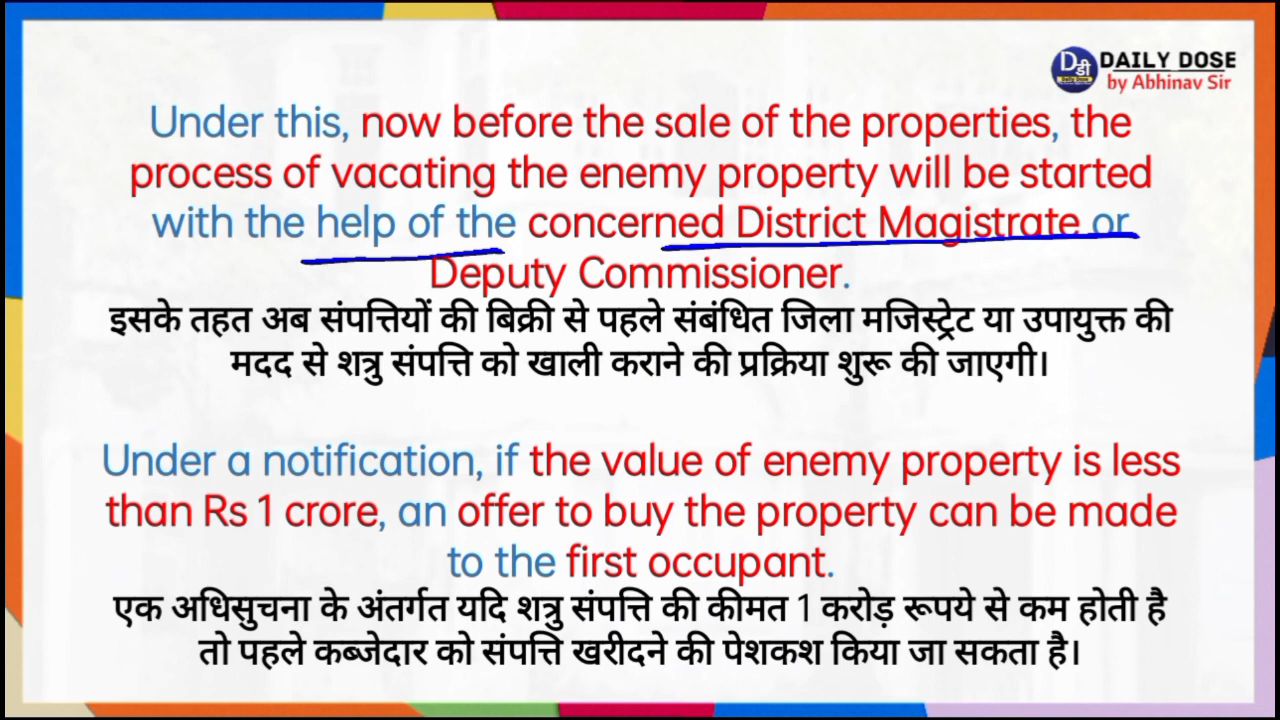 Dडी DAILY DOSE
Daily Dose
by Abhinav Sir
Under this, now before the sale of the properties, the
process of vacating the enemy property will be started
with the help of the concerned District Magistrate or
Deputy Commissioner.
इसके तहत अब संपत्तियों की बिक्री से पहले संबंधित जिला मजिस्ट्रेट या उपायुक्त की
मदद से शत्रु संपत्ति को खाली कराने की प्रक्रिया शुरू की जाएगी।
Under a notification, if the value of enemy property is less
than Rs 1 crore, an offer to buy the property can be made
to the first occupant.
एक अधिसुचना के अंतर्गत यदि शत्रु संपत्ति की कीमत 1 करोड़ रूपये से कम होती है
तो पहले कब्जेदार को संपत्ति खरीदने की पेशकश किया जा सकता है।